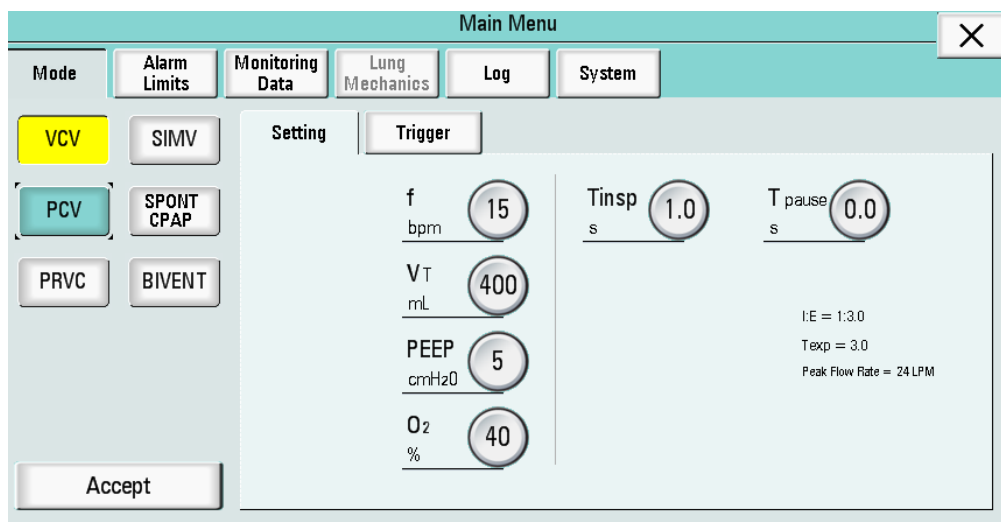 Main Menu
Mode
Alarm
Limits
Monitoring
Data
Lung
Mechanics
Log
System
VCV
SIMV
PCV
SPONT
CPAP
PRVC
BIVENT
Accept
Setting
Trigger
f
bpm
15
VT
mL
400
PEEP
cmH20
5
O2
%
40
Tinsp
s
1.0
T pause
s
0.0
I:E = 1:3.0
Texp = 3.0
Peak Flow Rate = 24 LPM